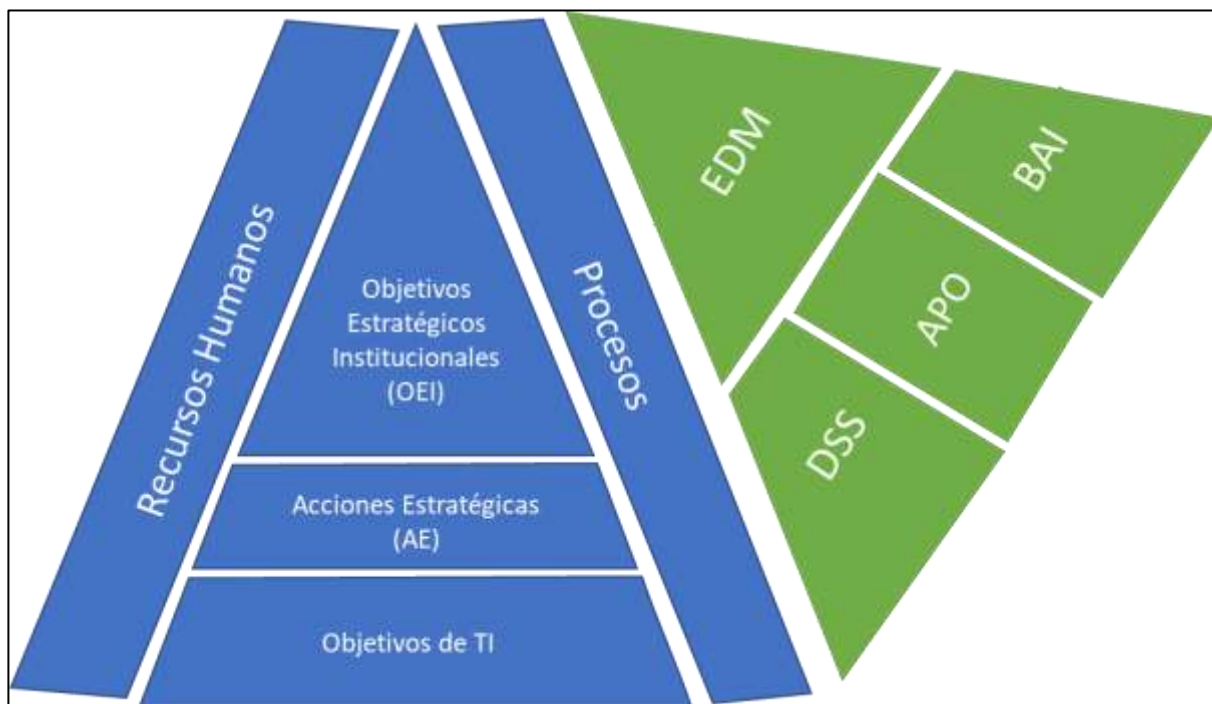 Recursos Humanos
Objetivos
Estratégicos
Institucionales
(OEI)
Acciones Estratégicas
(AE)
Objetivos de TI
Procesos
EDM
BAI
APO
DSS